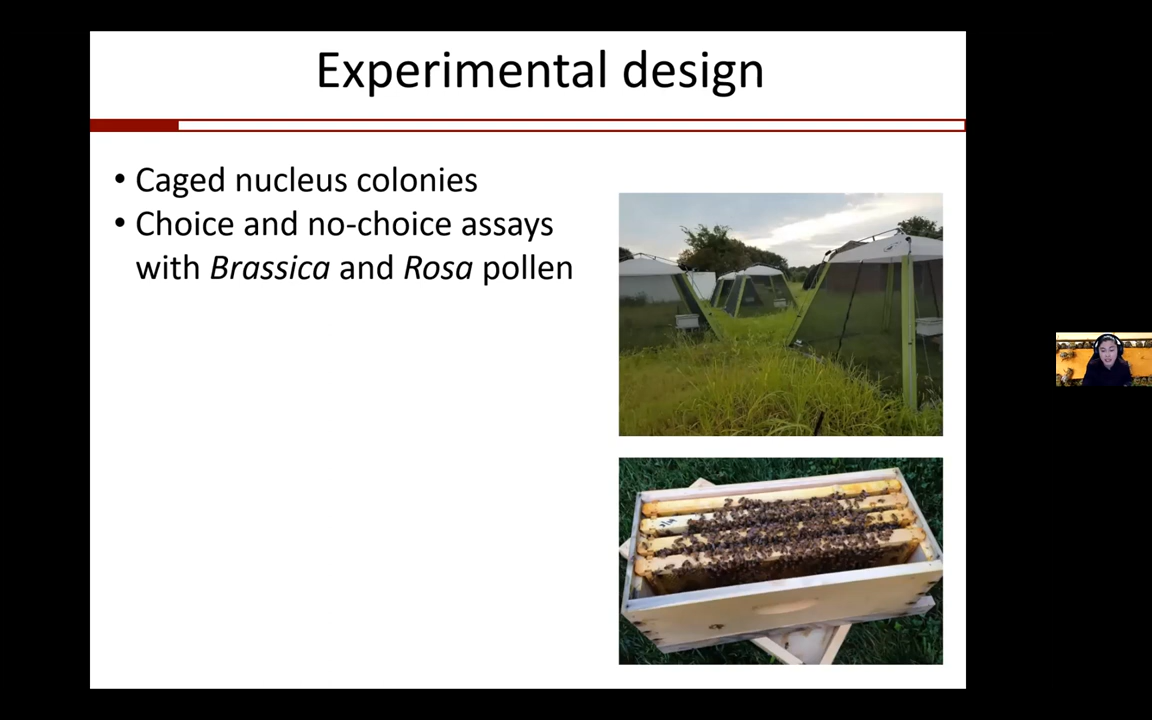 Experimental design
• Caged nucleus colonies
• Choice and no-choice assays
with Brassica and Rosa pollen